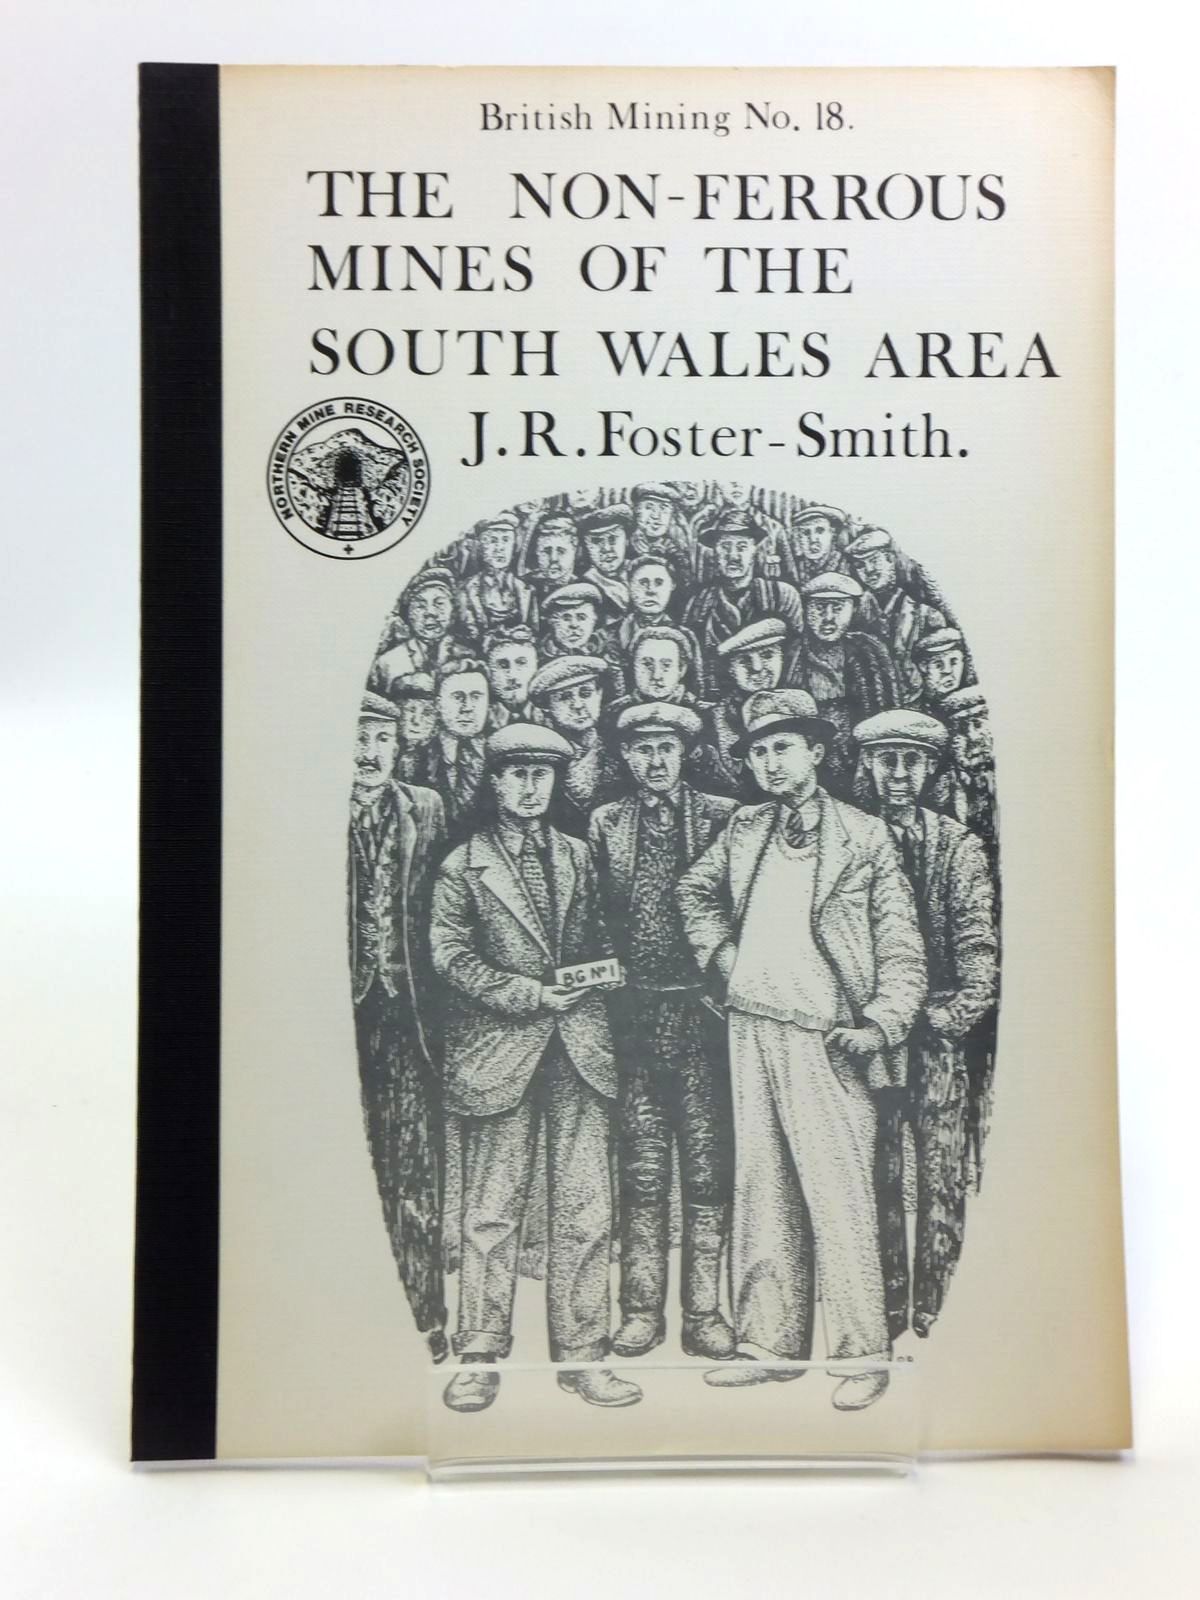 British Mining No. 18.
THE NON-FERROUS
MINES OF THE
SOUTH WALES AREA
J.R.Foster-Smith.
NORTHERN MINE RESEARCH SOCIETY
BG Nº 1